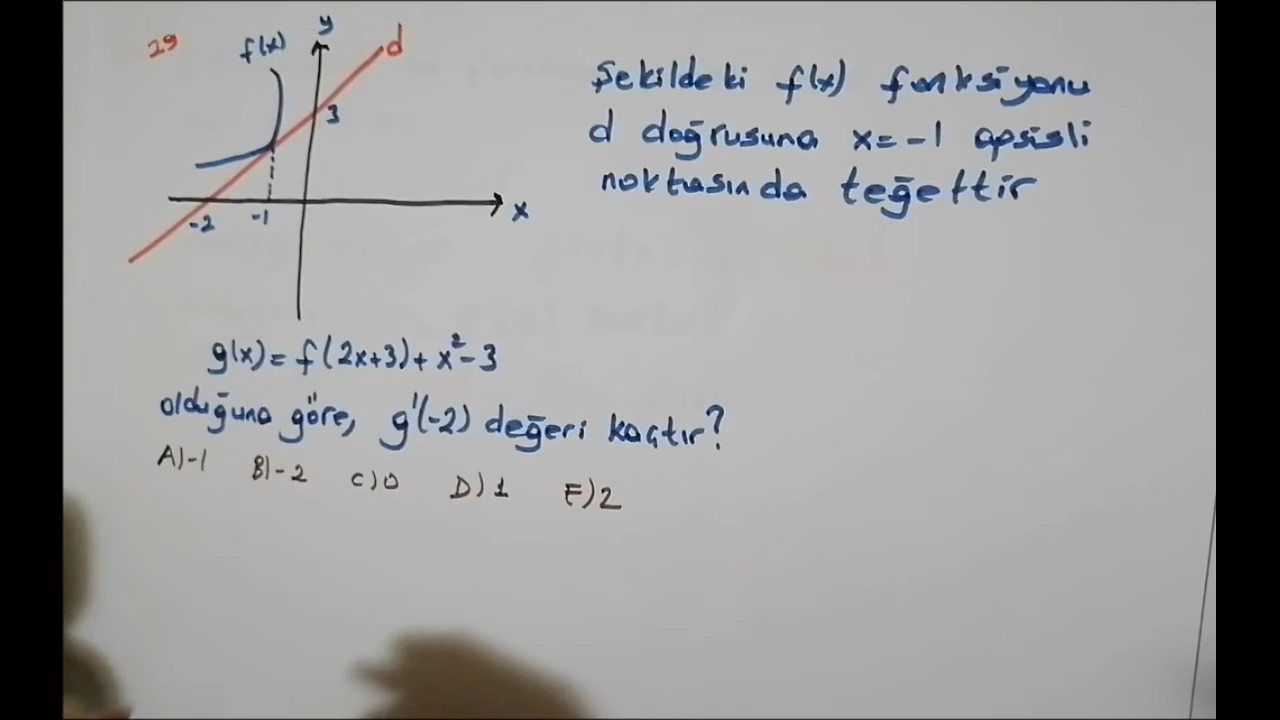 29
f(x)
y
d
3
-2
-1
x
Şekildeki f(x) fonksiyonu
d doğrusuna x=-1 apsisli
noktasında teğettir
g(x)=f(2x+3)+x²-3
olduğuna göre, g'(-2) değeri kaçtır?
A)-1 B)-2 C)0 D)1 E)2